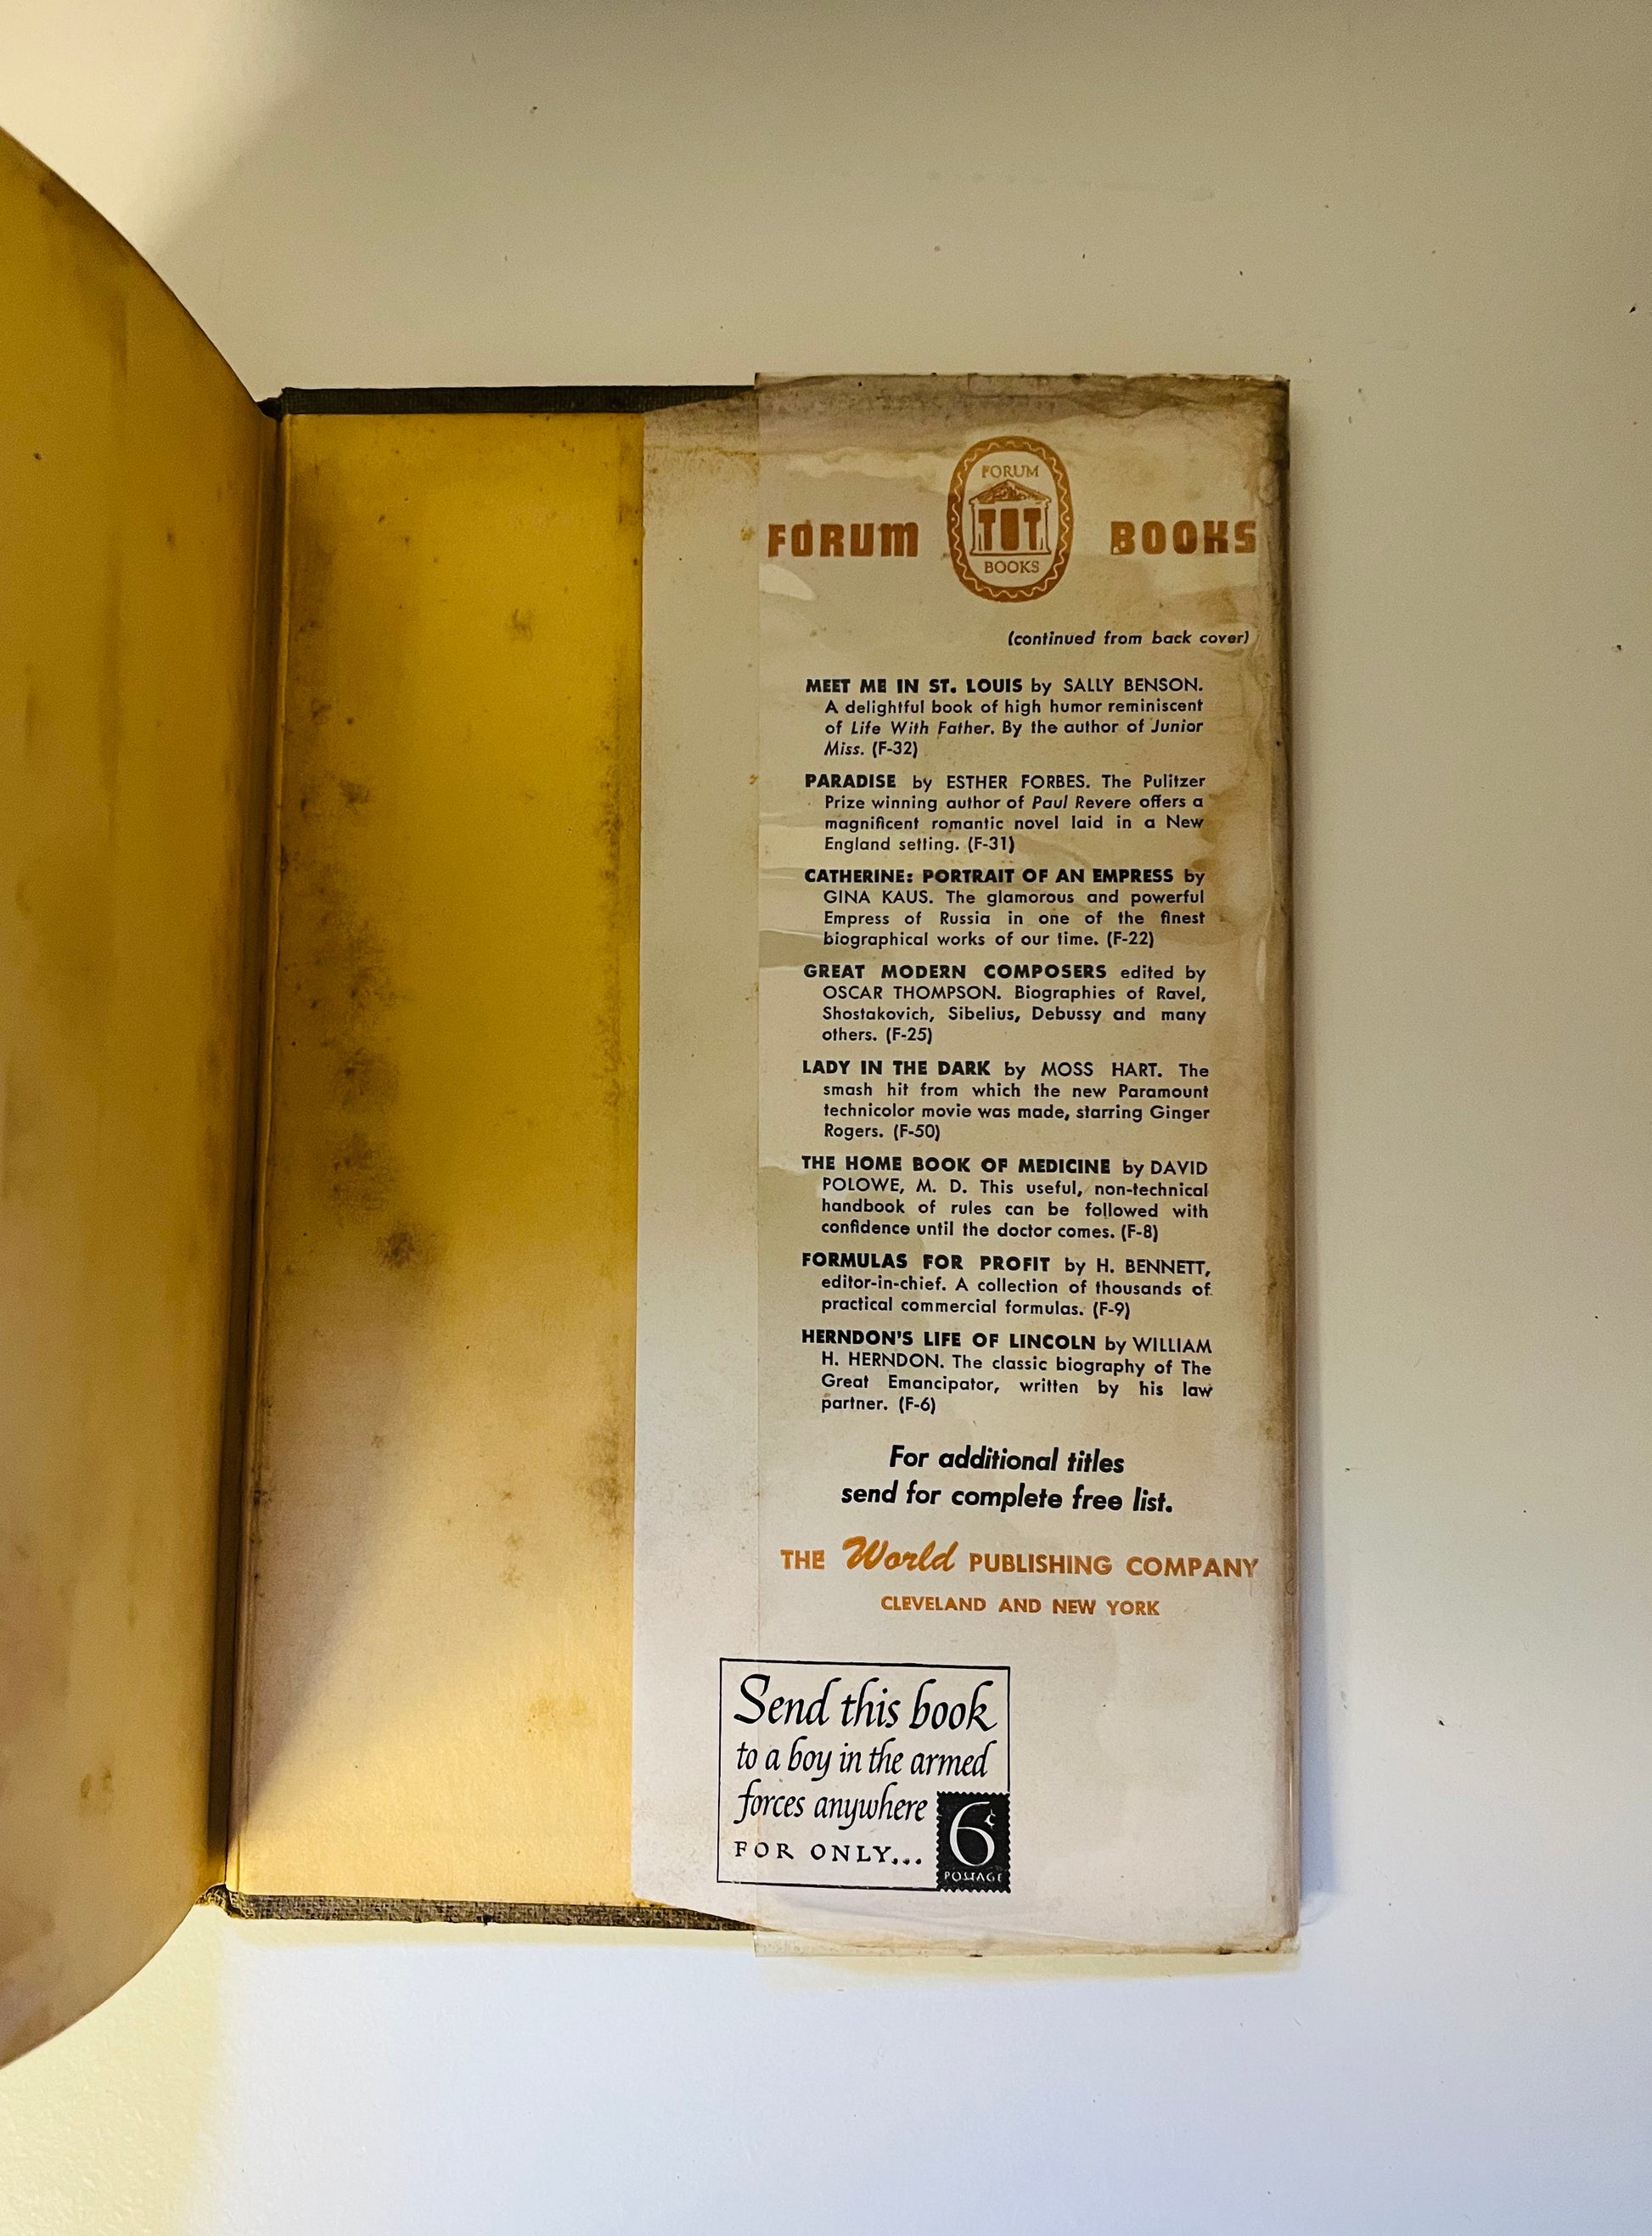 FORUM
FORUM BOOKS
BOOKS
(continued from back cover)
MEET ME IN ST. LOUIS by SALLY BENSON.
A delightful book of high humor reminiscent
of Life With Father. By the author of Junior
Miss. (F-32)
PARADISE by ESTHER FORBES. The Pulitzer
Prize winning author of Paul Revere offers a
magnificent romantic novel laid in a New
England setting. (F-31)
CATHERINE: PORTRAIT OF AN EMPRESS by
GINA KAUS. The glamorous and powerful
Empress of Russia in one of the finest
biographical works of our time. (F-22)
GREAT MODERN COMPOSERS edited by
OSCAR THOMPSON. Biographies of Ravel,
Shostakovich, Sibelius, Debussy and many
others. (F-25)
LADY IN THE DARK by MOSS HART. The
smash hit from which the new Paramount
technicolor movie was made, starring Ginger
Rogers. (F-50)
THE HOME BOOK OF MEDICINE by DAVID
POLOWE, M. D. This useful, non-technical
handbook of rules can be followed with
confidence until the doctor comes. (F-8)
FORMULAS FOR PROFIT by H. BENNETT,
editor-in-chief. A collection of thousands of
practical commercial formulas. (F-9)
HERNDON'S LIFE OF LINCOLN by WILLIAM
H. HERNDON. The classic biography of The
Great Emancipator, written by his law
partner. (F-6)
For additional titles
send for complete free list.
THE World PUBLISHING COMPANY
CLEVELAND AND NEW YORK
Send this book
to a boy in the armed
forces anywhere
FOR ONLY...
6¢
POSTAGE